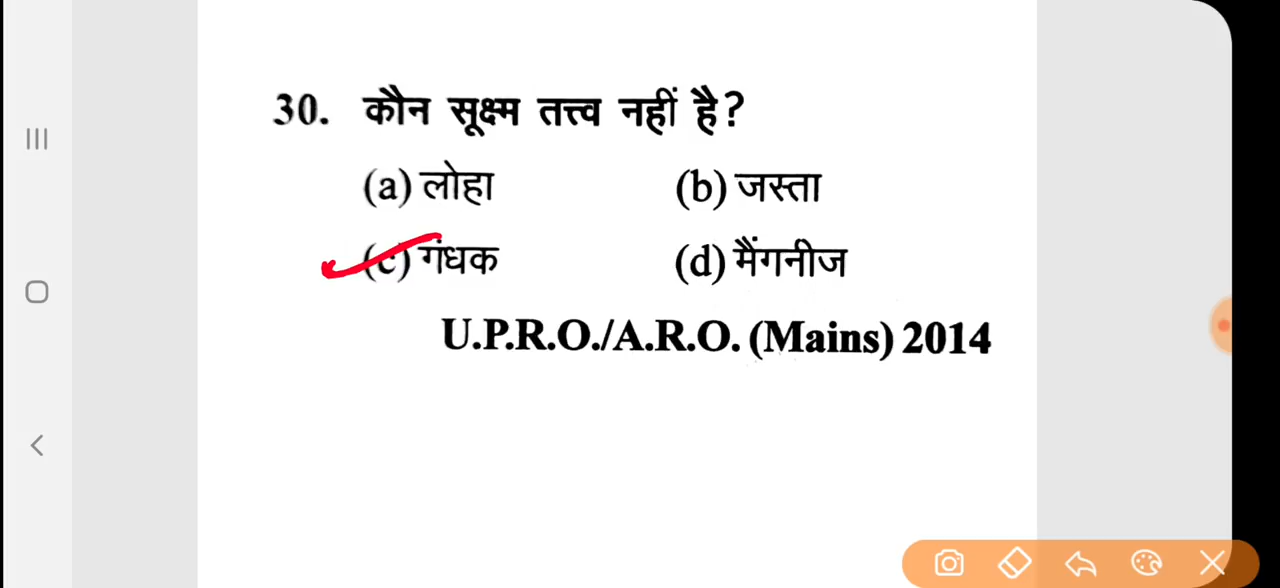 30. कौन सूक्ष्म तत्त्व नहीं है?
(a) लोहा (b) जस्ता
(c) गंधक (d) मैंगनीज
U.P.R.O./A.R.O. (Mains) 2014